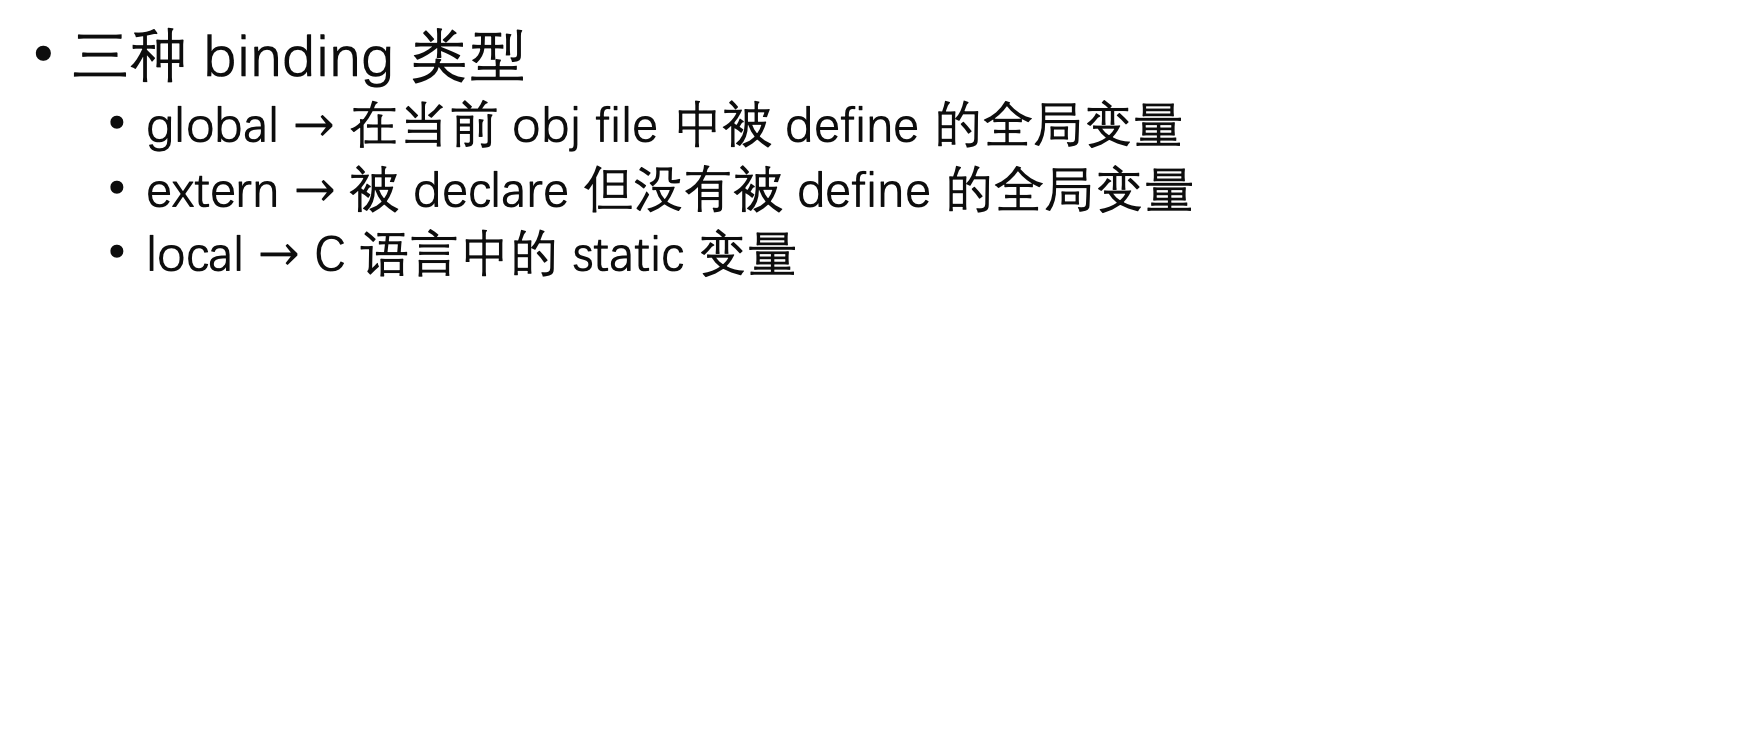 • 三种 binding 类型
• global → 在当前 obj file 中被 define 的全局变量
• extern → 被 declare 但没有被 define 的全局变量
• local → C 语言中的 static 变量